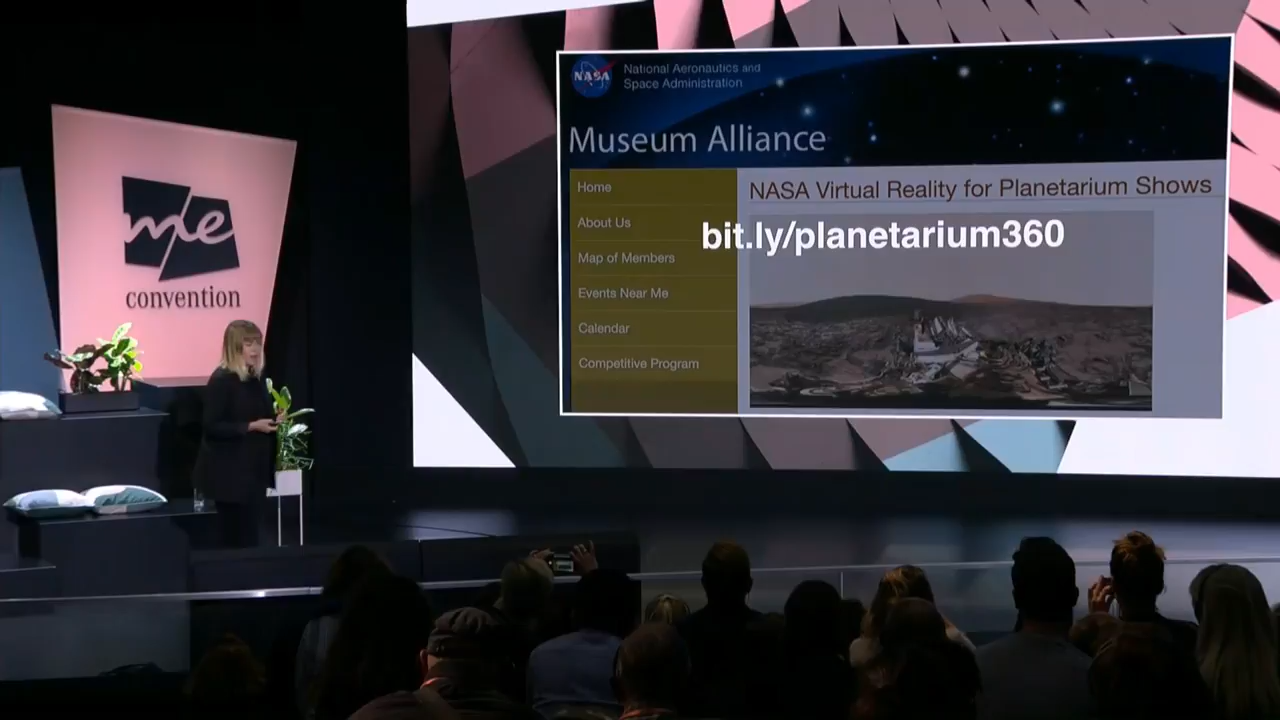 me
convention
NASA
National Aeronautics and
Space Administration
Museum Alliance
Home
About Us
Map of Members
Events Near Me
Calendar
Competitive Program
NASA Virtual Reality for Planetarium Shows
bit.ly/planetarium360